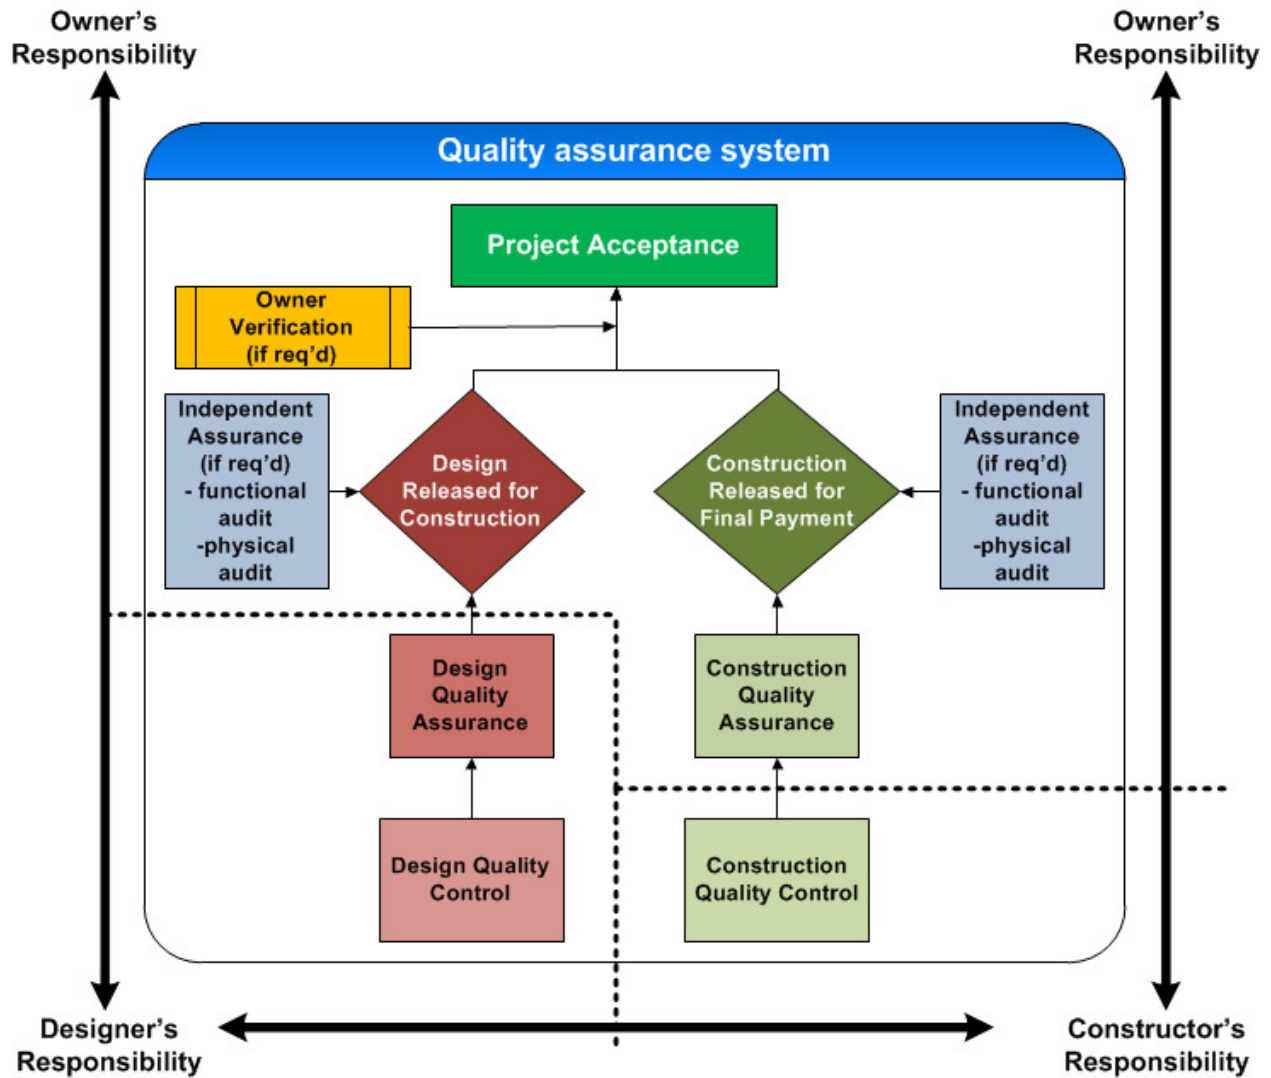 Owner’s
Responsibility
Owner’s
Responsibility
Quality assurance system
Project Acceptance
Owner
Verification
(if req’d)
Independent
Assurance
(if req’d)
- functional
audit
-physical
audit
Design
Released for
Construction
Construction
Released for
Final Payment
Independent
Assurance
(if req’d)
- functional
audit
-physical
audit
Design
Quality
Assurance
Construction
Quality
Assurance
Design Quality
Control
Construction
Quality Control
Designer’s
Responsibility
Constructor’s
Responsibility